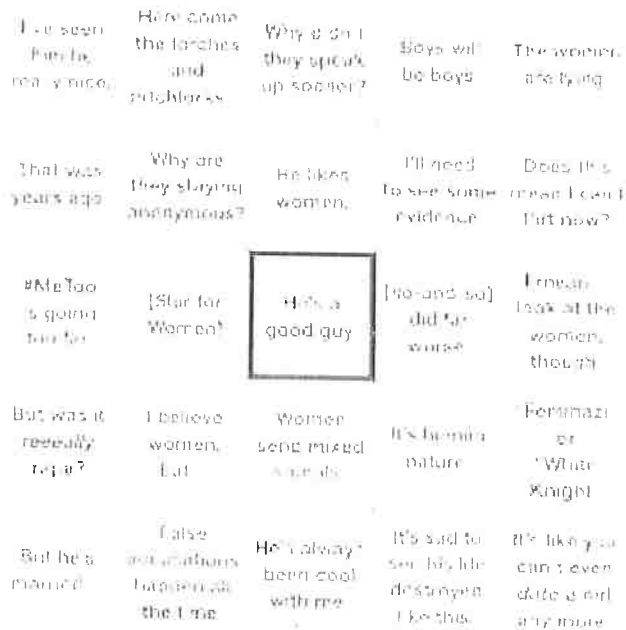 I've seen
him be
really nice.
Here come
the torches
and
pitchforks.
Why didn't
they speak
up sooner?
Boys will
be boys
The women
are lying
That was
years ago
Why are
they staying
anonymous?
He likes
women.
I'll need
to see some
evidence
Does this
mean I can't
flirt now?
#MeToo
is going
too far
[Slur for
Women]
He's a
good guy
[so-and-so]
did far
worse
I mean
look at the
women,
though
But was it
reeeally
rape?
I believe
women,
but
Women
send mixed
signals
It's human
nature
"Feminazi"
or
"White
Knight"
But he's
married
False
accusations
happen all
the time
He's always
been cool
with me
It's sad to
see his life
destroyed
like this.
It's like you
can't even
date a girl
any more